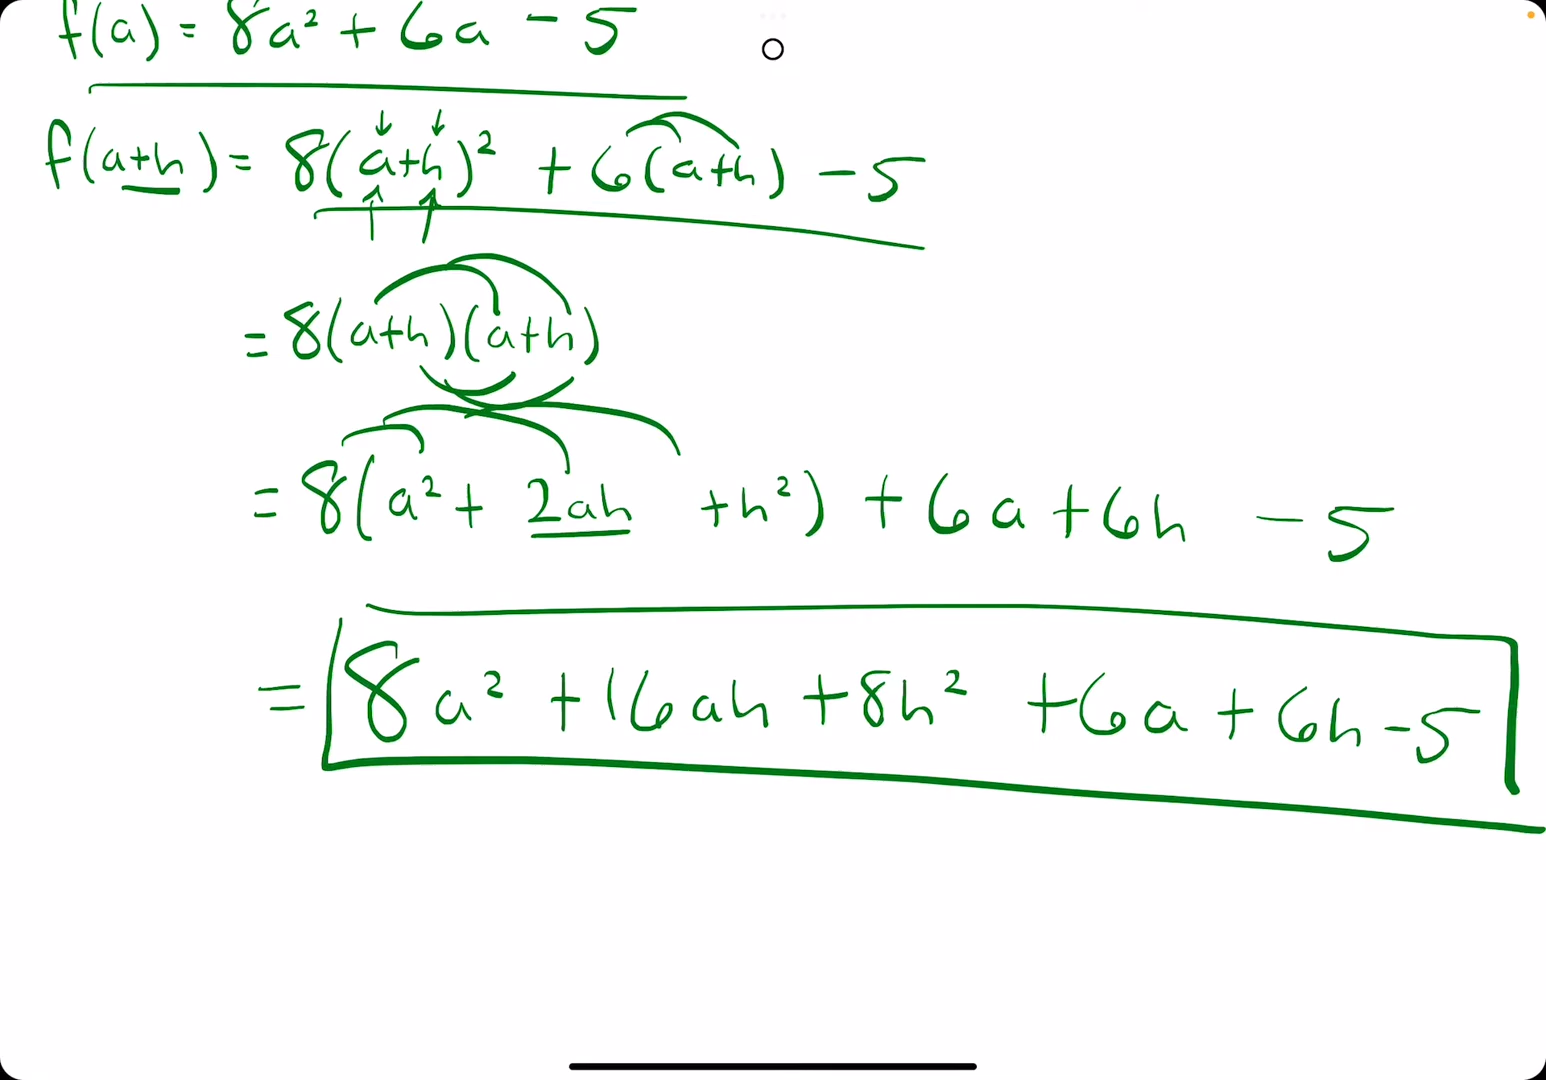 f(a) = 8a² + 6a - 5
f(a+h) = 8(a+h)² + 6(a+h) - 5
= 8(a+h)(a+h)
= 8(a² + 2ah + h²) + 6a + 6h - 5
= 8a² + 16ah + 8h² + 6a + 6h - 5